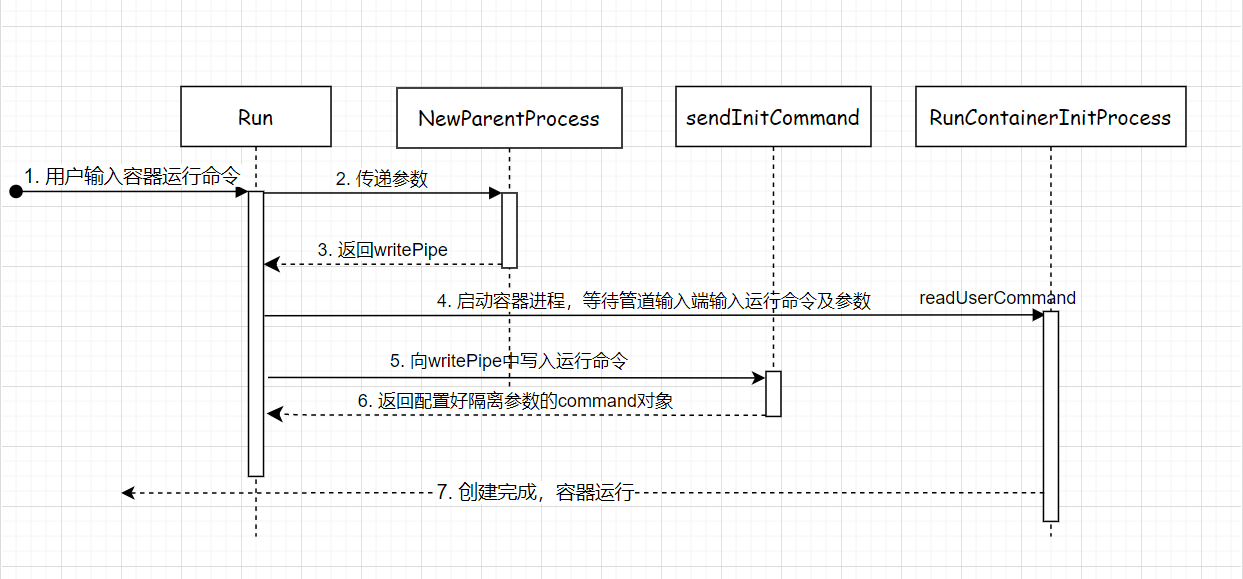 Run
NewParentProcess
sendInitCommand
RunContainerInitProcess
1. 用户输入容器运行命令
2. 传递参数
3. 返回writePipe
4. 启动容器进程，等待管道输入端输入运行命令及参数
readUserCommand
5. 向writePipe中写入运行命令
6. 返回配置好隔离参数的command对象
7. 创建完成，容器运行